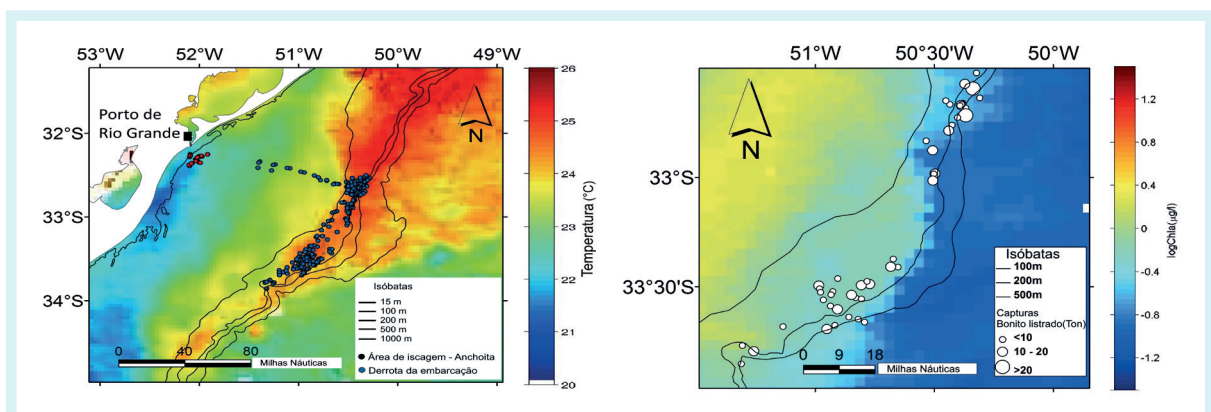 53°W 52°W 51°W 50°W 49°W
32°S
33°S
34°S
Porto de
Rio Grande
N
Isóbatas
15 m
100 m
200 m
500 m
1000 m
Área de iscagem - Anchoita
Derrota da embarcação
0 40 80
Milhas Náuticas
26
25
24
23
22
21
20
Temperatura (°C)
51°W 50°30'W 50°W
33°S
33°30'S
N
Isóbatas
100m
200m
500m
Capturas
Bonito listrado(Ton)
<10
10 - 20
>20
0 9 18
Milhas Náuticas
1.2
0.8
0.4
0
-0.4
-0.8
-1.2
logChla(µg/l)